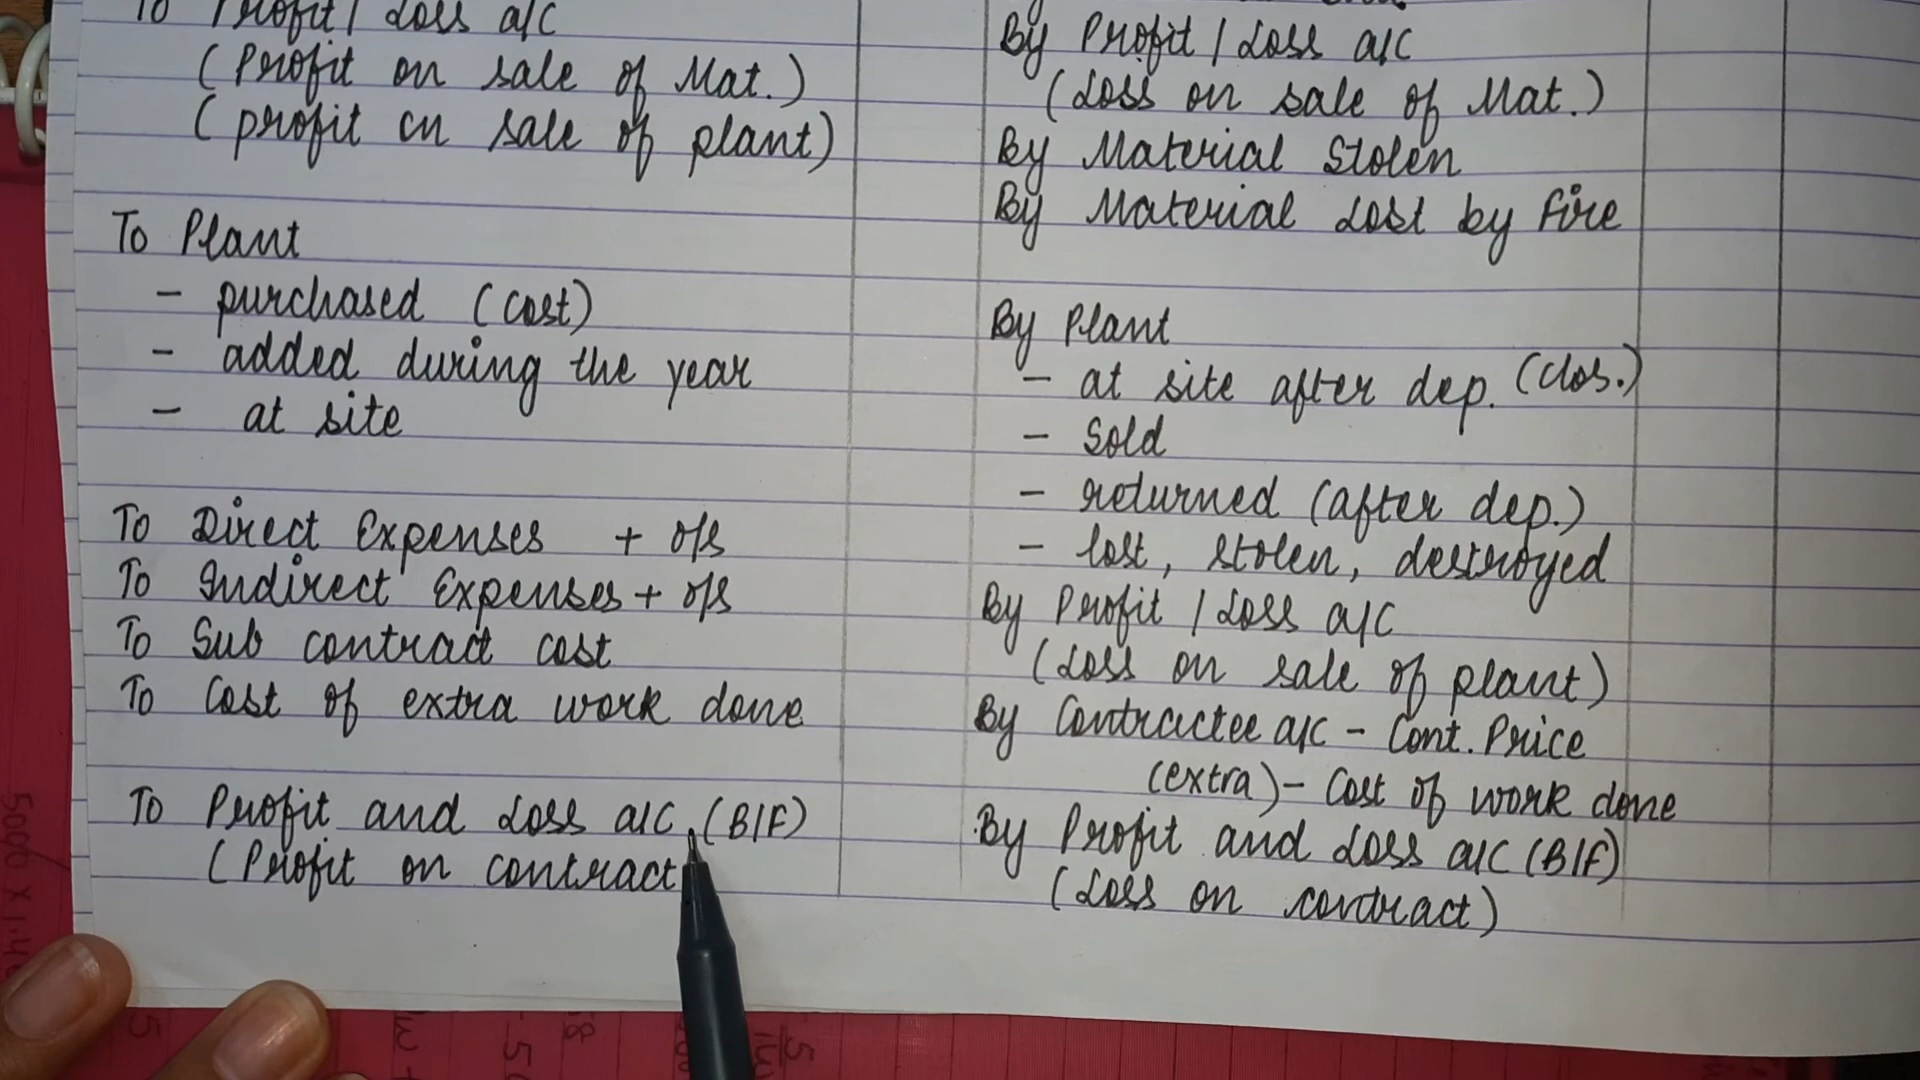 To Profit / Loss a/c
(Profit on sale of Mat.)
(profit on sale of plant)
To Plant
- purchased (cost)
- added during the year
- at site
To Direct Expenses + o/s
To Indirect Expenses + o/s
To Sub contract cost
To Cost of extra work done
To Profit and Loss a/c (B/F)
(Profit on contract
By Profit / Loss a/c
(Loss on sale of Mat.)
By Material Stolen
By Material Lost by fire
By Plant
- at site after dep. (clos.)
- Sold
- returned (after dep.)
- lost, stolen, destroyed
By Profit / Loss a/c
(Loss on sale of plant)
By Contractee a/c - Cont. Price
(extra) - Cost of work done
By Profit and Loss a/c (B/F)
(Loss on contract)
5000 x 1.4